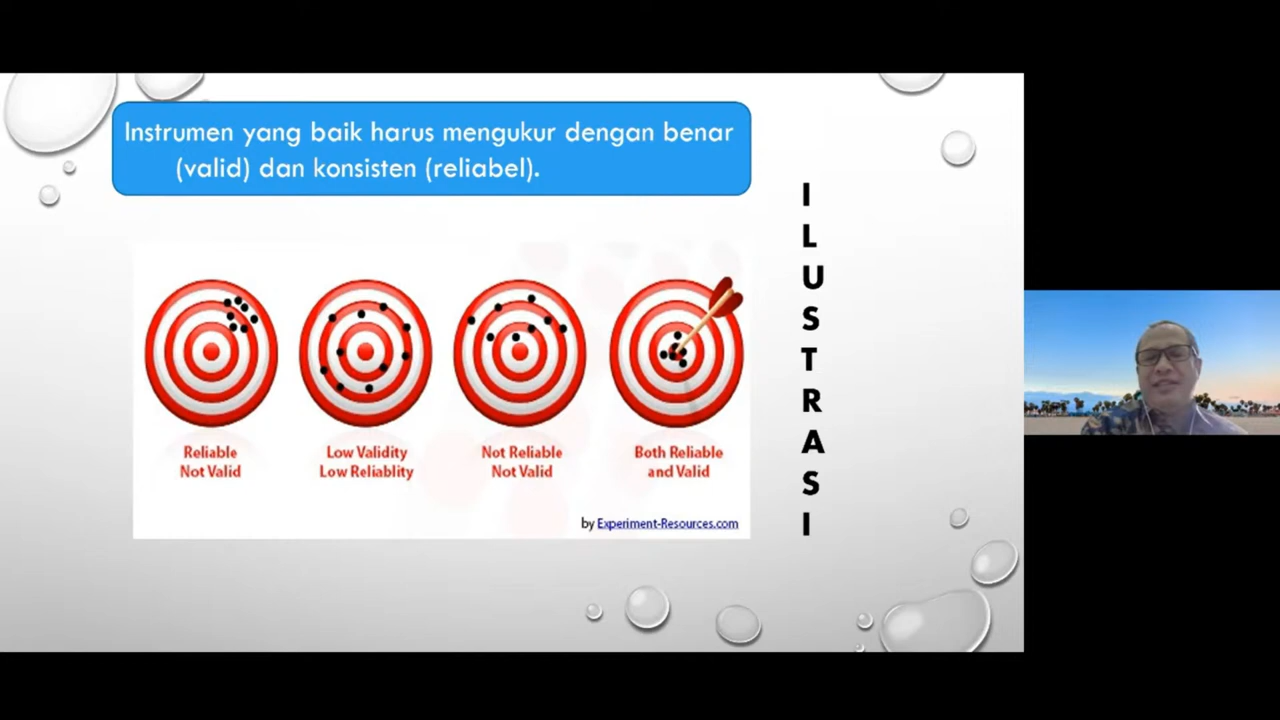 Instrumen yang baik harus mengukur dengan benar
(valid) dan konsisten (reliabel).
Reliable
Not Valid
Low Validity
Low Reliablity
Not Reliable
Not Valid
Both Reliable
and Valid
by Experiment-Resources.com
I
L
U
S
T
R
A
S
I